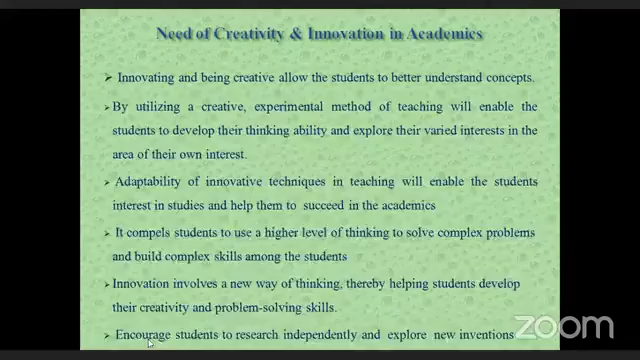 Need of Creativity & Innovation in Academics
➢ Innovating and being creative allow the students to better understand concepts.
➢ By utilizing a creative, experimental method of teaching will enable the
students to develop their thinking ability and explore their varied interests in the
area of their own interest.
➢ Adaptability of innovative techniques in teaching will enable the students
interest in studies and help them to succeed in the academics
➢ It compels students to use a higher level of thinking to solve complex problems
and build complex skills among the students
➢ Innovation involves a new way of thinking, thereby helping students develop
their creativity and problem-solving skills.
➢ Encourage students to research independently and explore new inventions
zoom